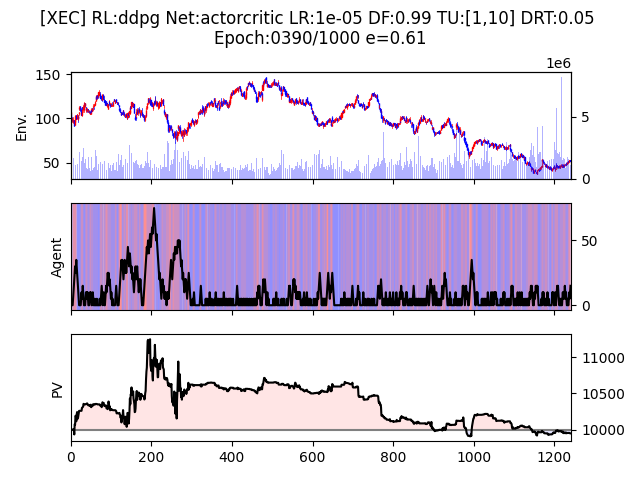 [XEC] RL:ddpg Net:actorcritic LR:1e-05 DF:0.99 TU:[1,10] DRT:0.05
Epoch:0390/1000 e=0.61
1e6
150
100
50
Env.
5
0
Agent
50
0
PV
11000
10500
10000
0
200
400
600
800
1000
1200